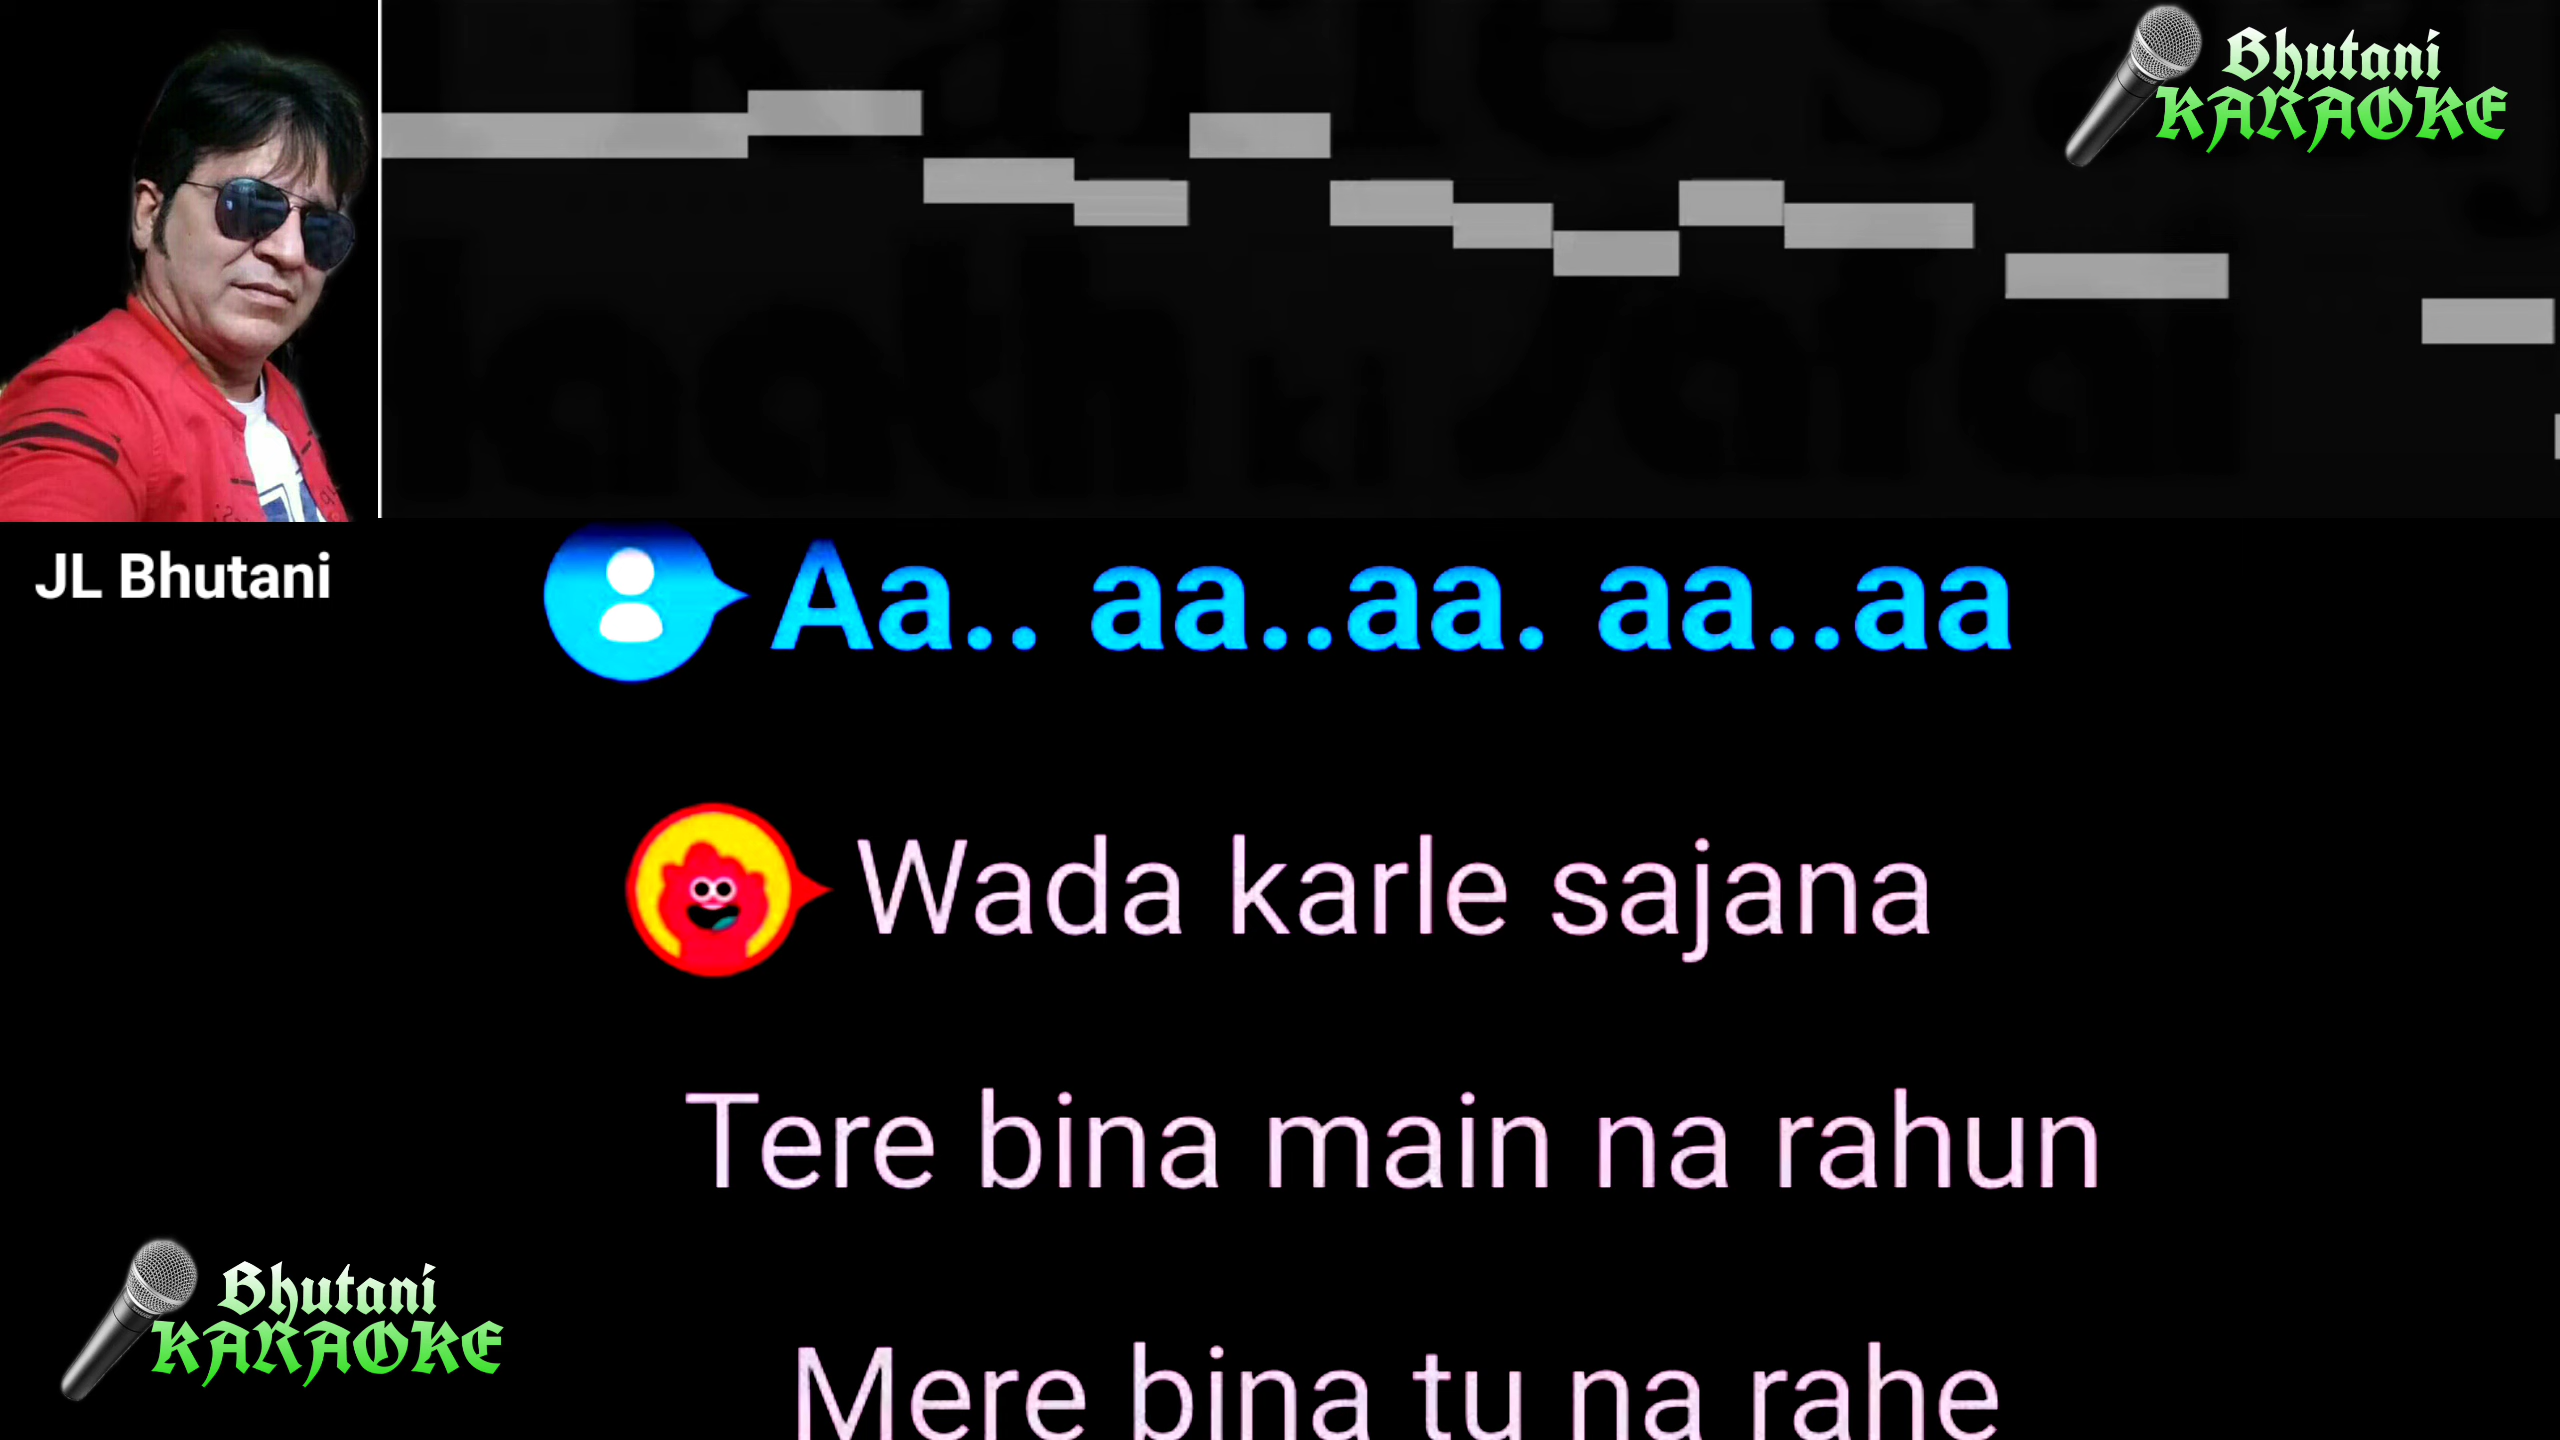 Bhutani
KARAOKE
JL Bhutani
Aa.. aa..aa. aa..aa
Wada karle sajana
Tere bina main na rahun
Mere bina tu na rahe
Bhutani
KARAOKE